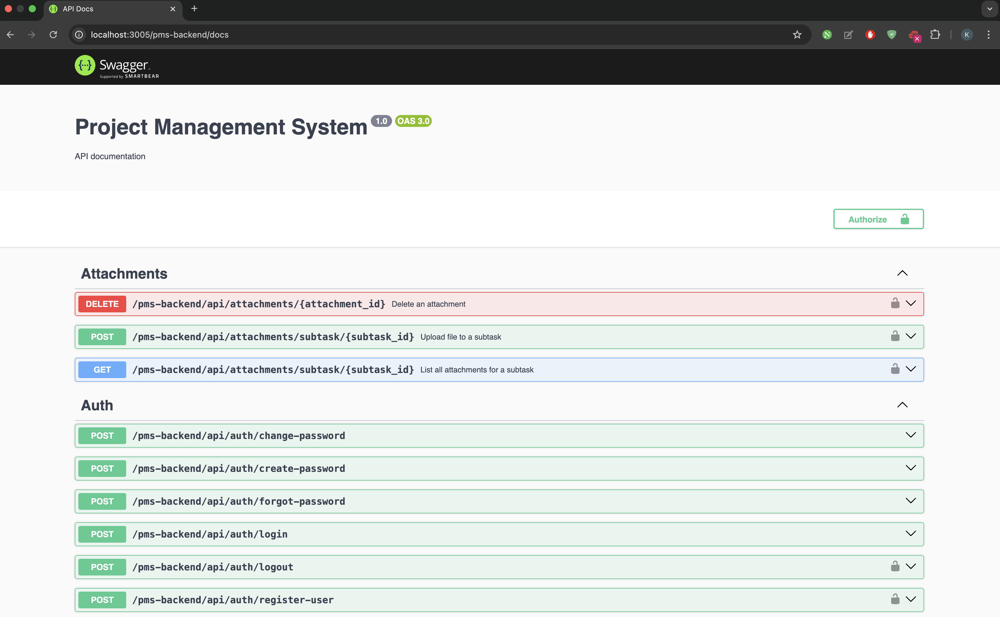 API Docs
localhost:3005/pms-backend/docs
K
Swagger
Supported by SMARTBEAR
Project Management System 1.0 OAS 3.0
API documentation
Authorize
Attachments
DELETE /pms-backend/api/attachments/{attachment_id} Delete an attachment
POST /pms-backend/api/attachments/subtask/{subtask_id} Upload file to a subtask
GET /pms-backend/api/attachments/subtask/{subtask_id} List all attachments for a subtask
Auth
POST /pms-backend/api/auth/change-password
POST /pms-backend/api/auth/create-password
POST /pms-backend/api/auth/forgot-password
POST /pms-backend/api/auth/login
POST /pms-backend/api/auth/logout
POST /pms-backend/api/auth/register-user